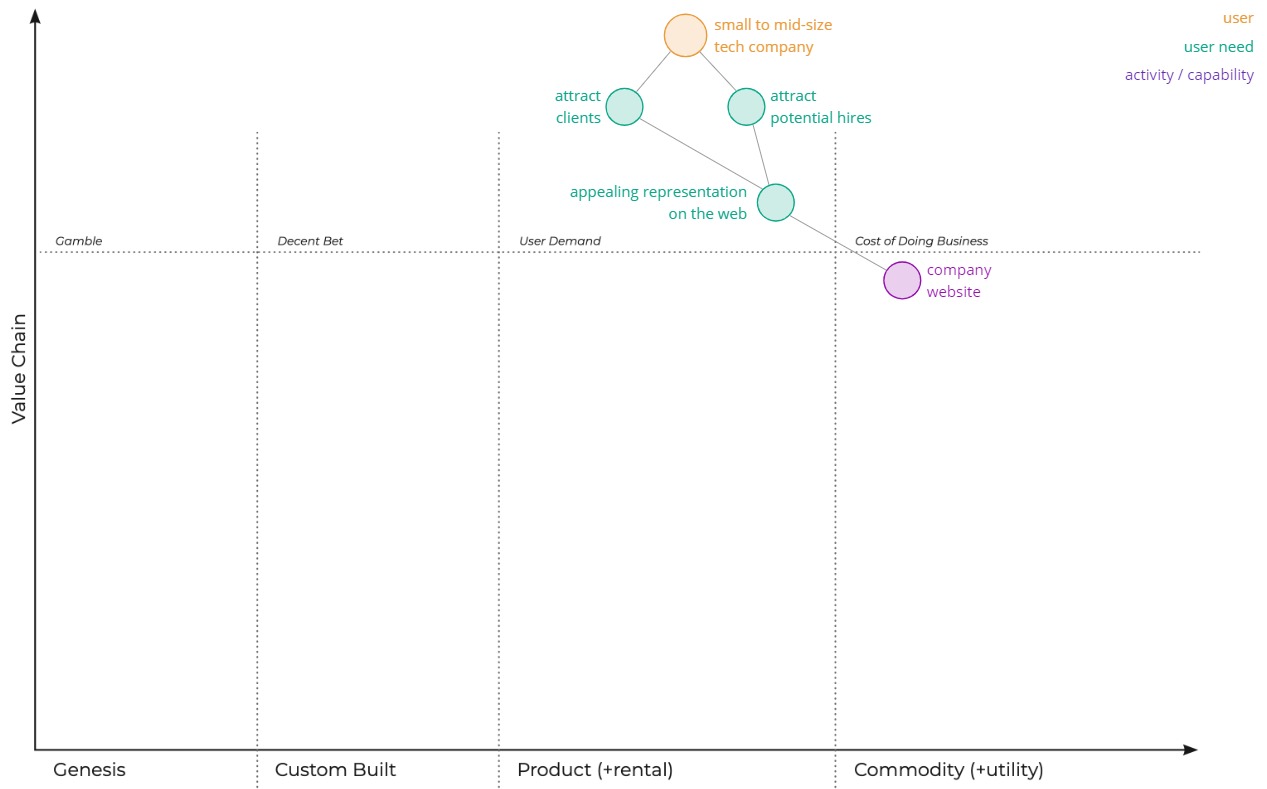 small to mid-size
tech company
user
user need
activity / capability
attract
clients
attract
potential hires
appealing representation
on the web
Gamble
Decent Bet
User Demand
Cost of Doing Business
company
website
Value Chain
Genesis
Custom Built
Product (+rental)
Commodity (+utility)